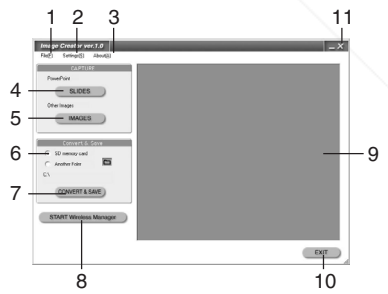 1 2 3 11
Image Creator ver.1.0
File(F) Settings(S) About(A)
CAPTURE
PowerPoint
4 SLIDES
Other Images
5 IMAGES
Convert & Save
6 SD memory card
9
Another Folder
C:\
7 CONVERT & SAVE
START Wireless Manager
EXIT
8 10